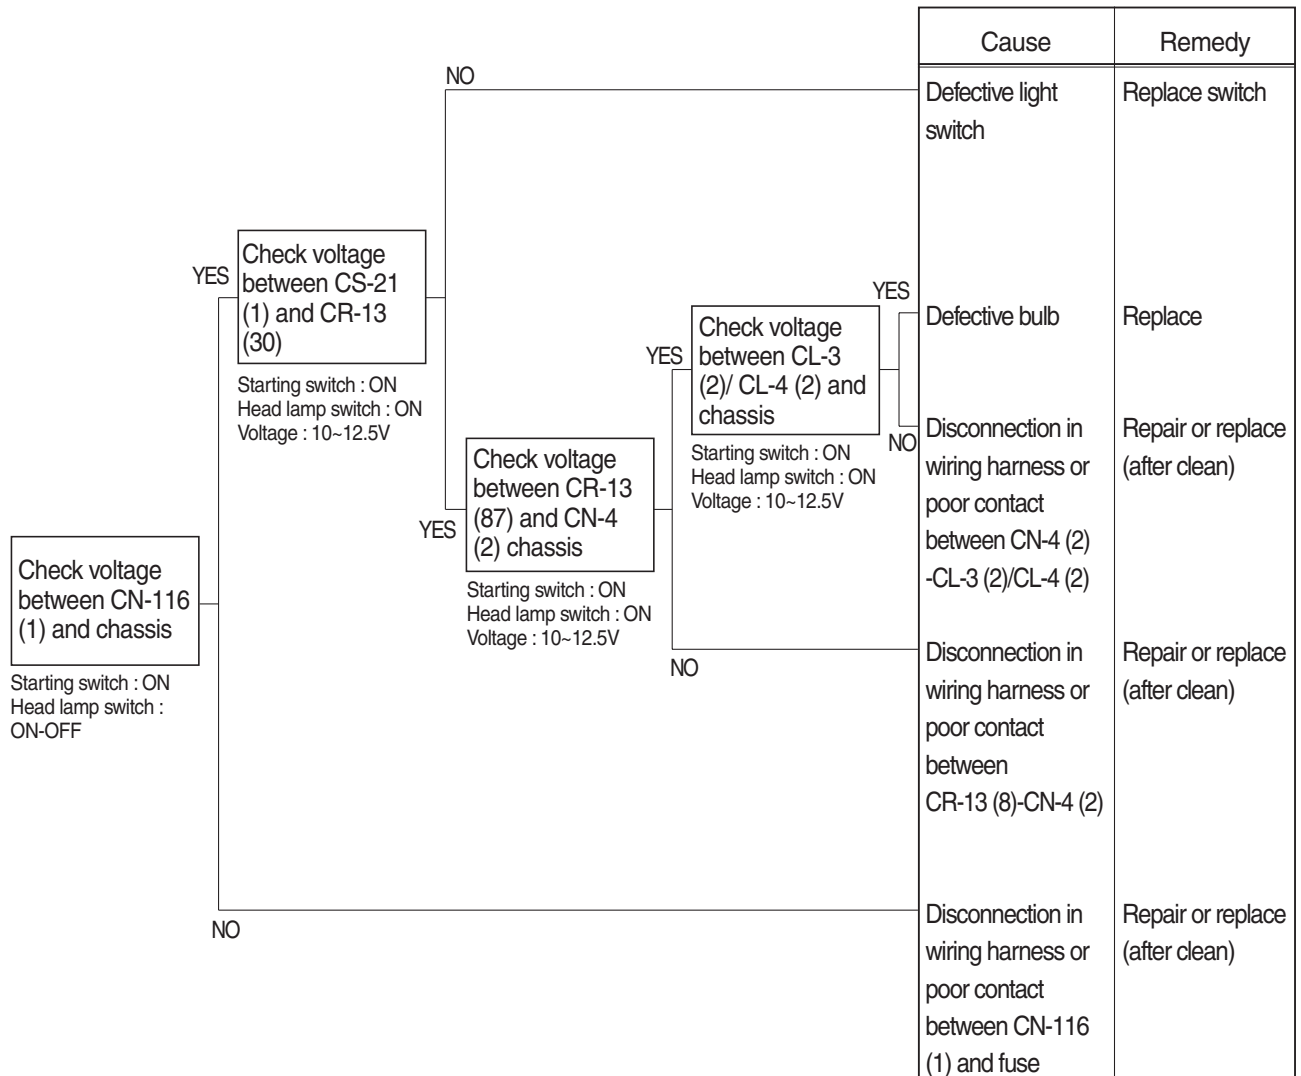 Cause
Remedy
NO
Defective light
switch
Replace switch
YES
Check voltage
between CS-21
(1) and CR-13
(30)
Starting switch : ON
Head lamp switch : ON
Voltage : 10~12.5V
YES
Defective bulb
Replace
YES
Check voltage
between CL-3
(2)/ CL-4 (2) and
chassis
Starting switch : ON
Head lamp switch : ON
Voltage : 10~12.5V
NO
Disconnection in
wiring harness or
poor contact
between CN-4 (2)
-CL-3 (2)/CL-4 (2)
Repair or replace
(after clean)
YES
Check voltage
between CR-13
(87) and CN-4
(2) chassis
Starting switch : ON
Head lamp switch : ON
Voltage : 10~12.5V
Check voltage
between CN-116
(1) and chassis
Starting switch : ON
Head lamp switch :
ON-OFF
NO
Disconnection in
wiring harness or
poor contact
between
CR-13 (8)-CN-4 (2)
Repair or replace
(after clean)
NO
Disconnection in
wiring harness or
poor contact
between CN-116
(1) and fuse
Repair or replace
(after clean)